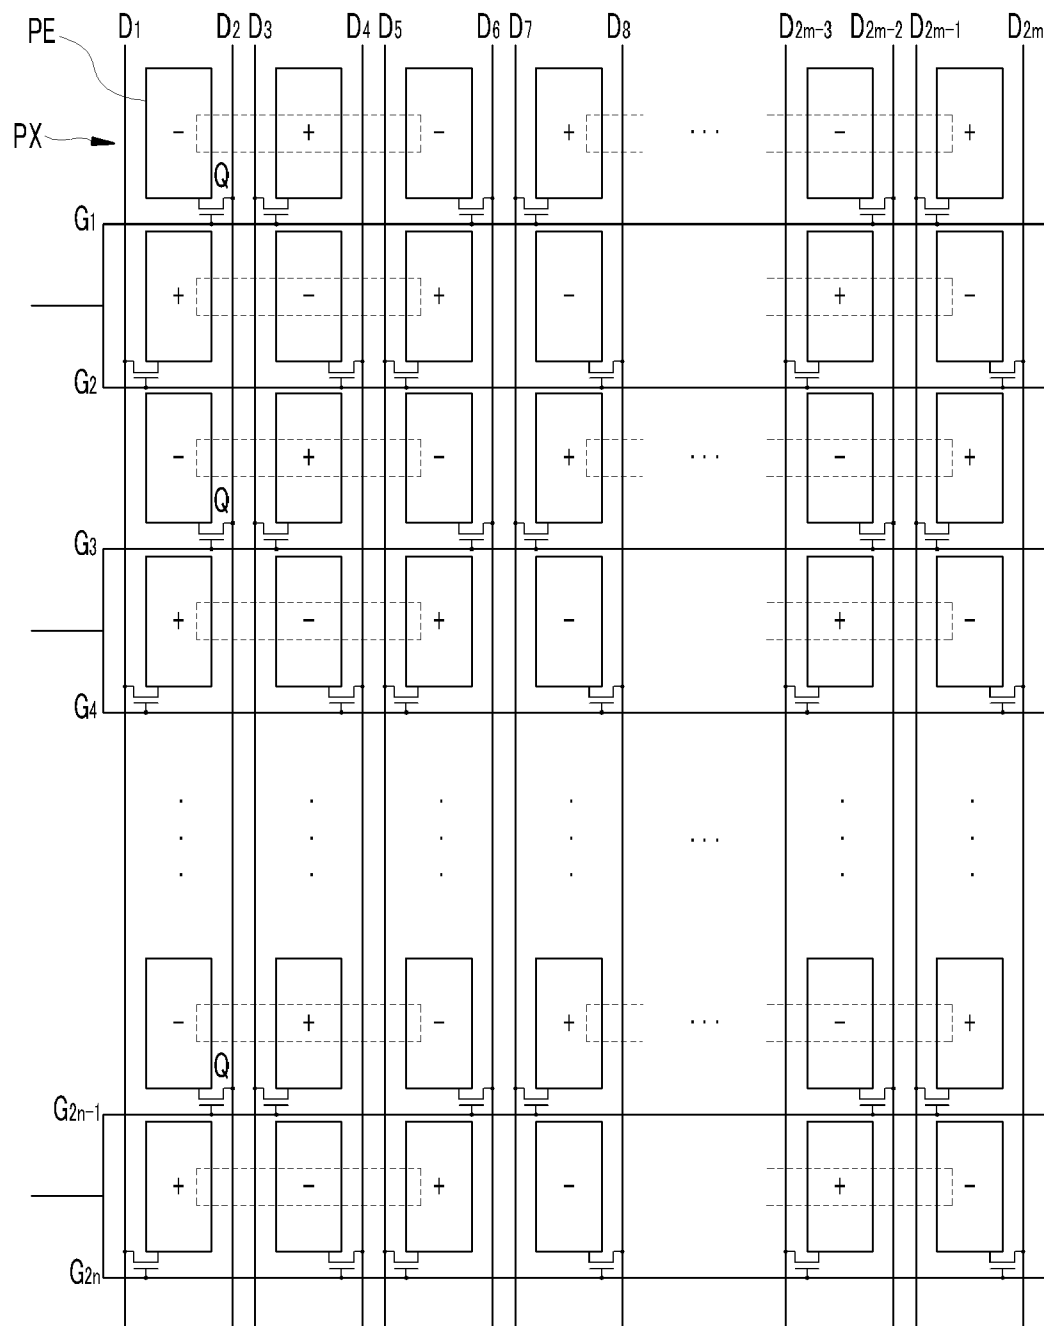 D1 D2 D3 D4 D5 D6 D7 D8 D2m-3 D2m-2 D2m-1 D2m
PE
- + - + ··· - +
PX
Q
G1
+ - + - + -
G2
- + - + ··· - +
Q
G3
+ - + - + -
G4
···
- + - + ··· - +
Q
G2n-1
+ - + - + -
G2n